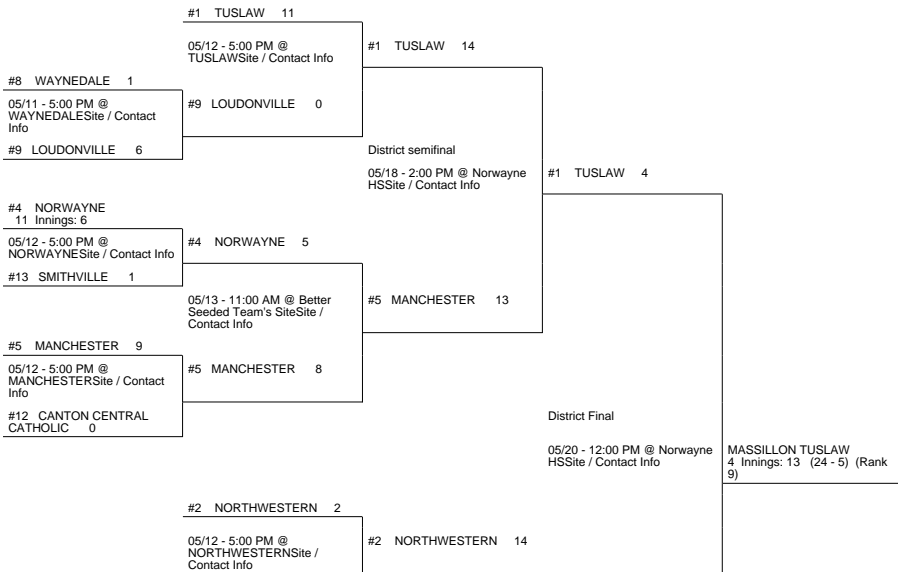 #1 TUSLAW 11
05/12 - 5:00 PM @
TUSLAWSite / Contact Info
#1 TUSLAW 14
#8 WAYNEDALE 1
05/11 - 5:00 PM @
WAYNEDALESite / Contact
Info
#9 LOUDONVILLE 0
#9 LOUDONVILLE 6
District semifinal
05/18 - 2:00 PM @ Norwayne
HSSite / Contact Info
#1 TUSLAW 4
#4 NORWAYNE
11 Innings: 6
05/12 - 5:00 PM @
NORWAYNESite / Contact Info
#4 NORWAYNE 5
#13 SMITHVILLE 1
05/13 - 11:00 AM @ Better
Seeded Team's SiteSite /
Contact Info
#5 MANCHESTER 13
#5 MANCHESTER 9
05/12 - 5:00 PM @
MANCHESTERSite / Contact
Info
#5 MANCHESTER 8
#12 CANTON CENTRAL
CATHOLIC 0
District Final
05/20 - 12:00 PM @ Norwayne
HSSite / Contact Info
MASSILLON TUSLAW
4 Innings: 13 (24 - 5) (Rank
9)
#2 NORTHWESTERN 2
05/12 - 5:00 PM @
NORTHWESTERNSite /
Contact Info
#2 NORTHWESTERN 14